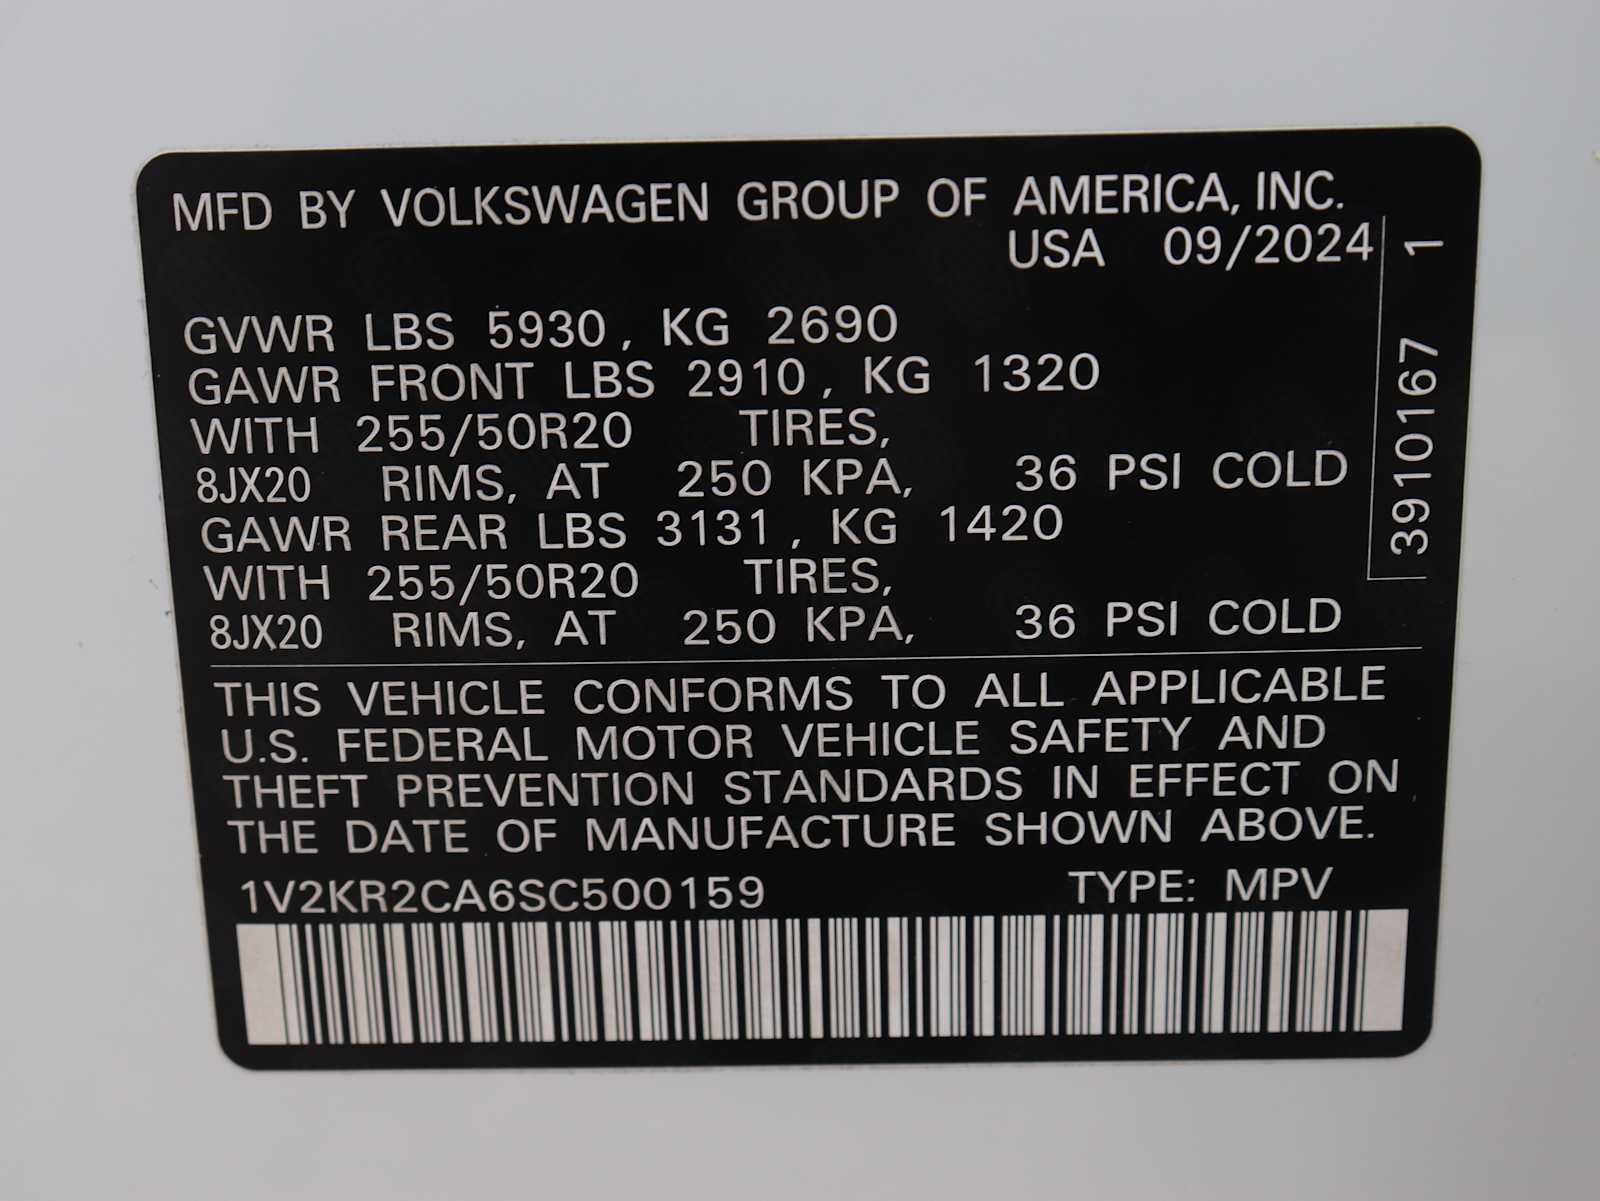 MFD BY VOLKSWAGEN GROUP OF AMERICA, INC.
USA 09/2024
GVWR LBS 5930, KG 2690
GAWR FRONT LBS 2910, KG 1320
WITH 255/50R20 TIRES,
8JX20 RIMS, AT 250 KPA, 36 PSI COLD
GAWR REAR LBS 3131, KG 1420
WITH 255/50R20 TIRES,
8JX20 RIMS, AT 250 KPA, 36 PSI COLD
3910167 1
THIS VEHICLE CONFORMS TO ALL APPLICABLE
U.S. FEDERAL MOTOR VEHICLE SAFETY AND
THEFT PREVENTION STANDARDS IN EFFECT ON
THE DATE OF MANUFACTURE SHOWN ABOVE.
1V2KR2CA6SC500159 TYPE: MPV